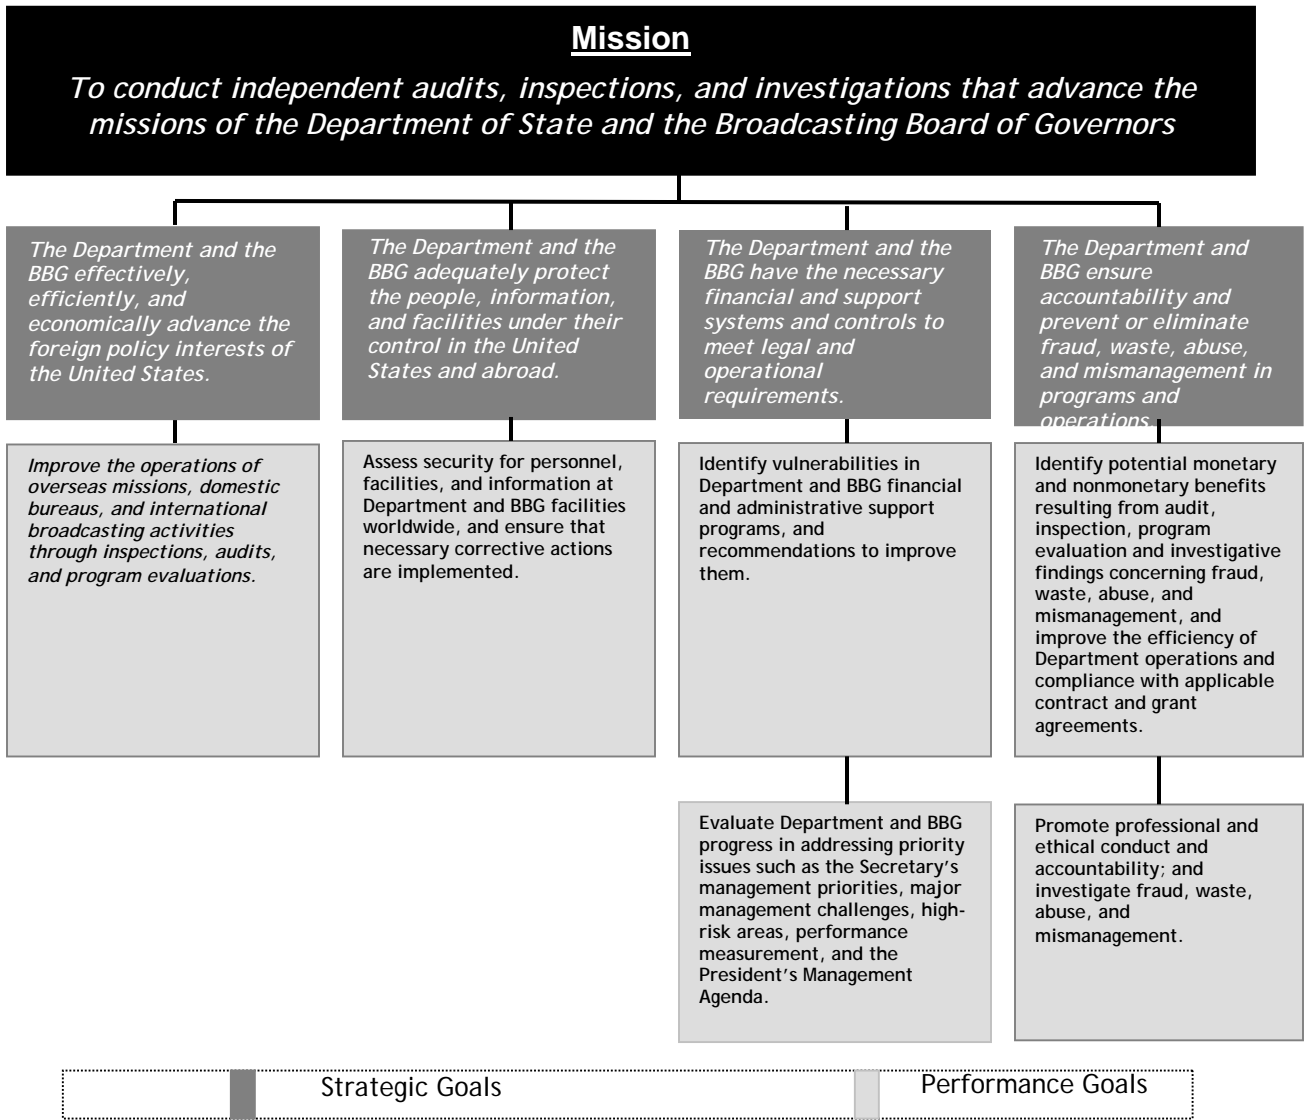 Mission
To conduct independent audits, inspections, and investigations that advance the
missions of the Department of State and the Broadcasting Board of Governors
The Department and the
BBG effectively,
efficiently, and
economically advance the
foreign policy interests of
the United States.
The Department and the
BBG adequately protect
the people, information,
and facilities under their
control in the United
States and abroad.
The Department and the
BBG have the necessary
financial and support
systems and controls to
meet legal and
operational
requirements.
The Department and
BBG ensure
accountability and
prevent or eliminate
fraud, waste, abuse,
and mismanagement in
programs and
operations.
Improve the operations of
overseas missions, domestic
bureaus, and international
broadcasting activities
through inspections, audits,
and program evaluations.
Assess security for personnel,
facilities, and information at
Department and BBG facilities
worldwide, and ensure that
necessary corrective actions
are implemented.
Identify vulnerabilities in
Department and BBG financial
and administrative support
programs, and
recommendations to improve
them.
Identify potential monetary
and nonmonetary benefits
resulting from audit,
inspection, program
evaluation and investigative
findings concerning fraud,
waste, abuse, and
mismanagement, and
improve the efficiency of
Department operations and
compliance with applicable
contract and grant
agreements.
Evaluate Department and BBG
progress in addressing priority
issues such as the Secretary’s
management priorities, major
management challenges, high-
risk areas, performance
measurement, and the
President’s Management
Agenda.
Promote professional and
ethical conduct and
accountability; and
investigate fraud, waste,
abuse, and
mismanagement.
Strategic Goals
Performance Goals